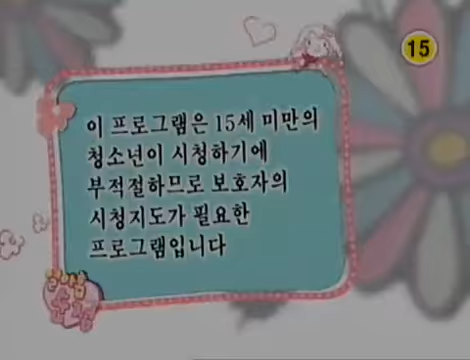 15
이 프로그램은 15세 미만의
청소년이 시청하기에
부적절하므로 보호자의
시청지도가 필요한
프로그램입니다